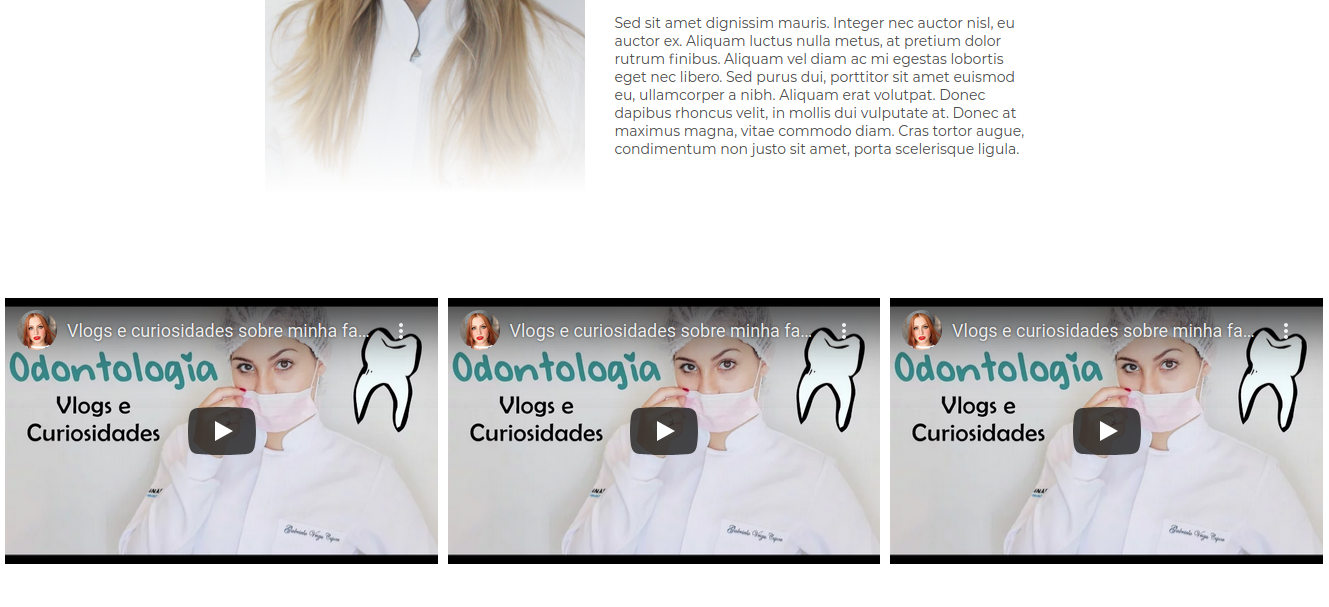 Sed sit amet dignissim mauris. Integer nec auctor nisl, eu
auctor ex. Aliquam luctus nulla metus, at pretium dolor
rutrum finibus. Aliquam vel diam ac mi egestas lobortis
eget nec libero. Sed purus dui, porttitor sit amet euismod
eu, ullamcorper a nibh. Aliquam erat volutpat. Donec
dapibus rhoncus velit, in mollis dui vulputate at. Donec at
maximus magna, vitae commodo diam. Cras tortor augue,
condimentum non justo sit amet, porta scelerisque ligula.
Vlogs e curiosidades sobre minha fa...
Odontologia
Vlogs e
Curiosidades
Vlogs e curiosidades sobre minha fa...
Odontologia
Vlogs e
Curiosidades
Vlogs e curiosidades sobre minha fa...
Odontologia
Vlogs e
Curiosidades